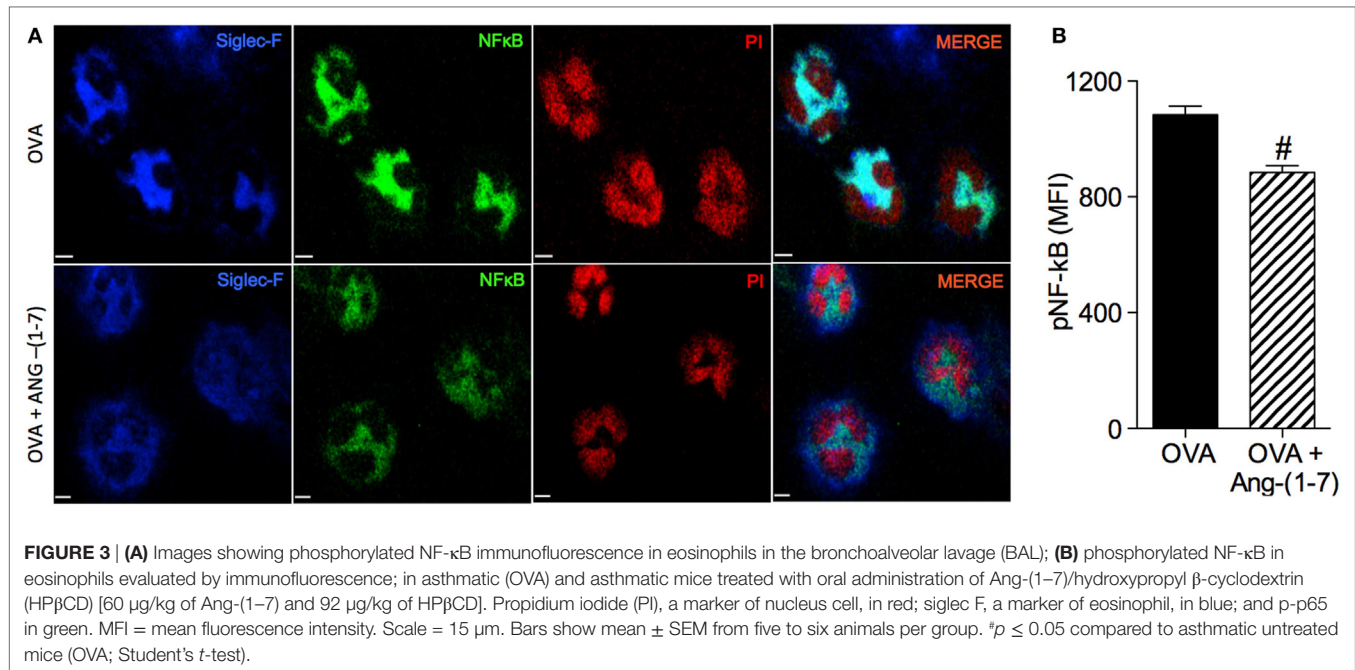 A
Siglec-F
NFκB
PI
MERGE
OVA
Siglec-F
NFκB
PI
MERGE
OVA + ANG –(1-7)
B
1200
800
400
0
pNF-kB (MFI)
#
OVA
OVA +
Ang-(1-7)
FIGURE 3 | (A) Images showing phosphorylated NF-κB immunofluorescence in eosinophils in the bronchoalveolar lavage (BAL); (B) phosphorylated NF-κB in
eosinophils evaluated by immunofluorescence; in asthmatic (OVA) and asthmatic mice treated with oral administration of Ang-(1–7)/hydroxypropyl β-cyclodextrin
(HPβCD) [60 μg/kg of Ang-(1–7) and 92 μg/kg of HPβCD]. Propidium iodide (PI), a marker of nucleus cell, in red; siglec F, a marker of eosinophil, in blue; and p-p65
in green. MFI = mean fluorescence intensity. Scale = 15 μm. Bars show mean ± SEM from five to six animals per group. #p ≤ 0.05 compared to asthmatic untreated
mice (OVA; Student's t-test).